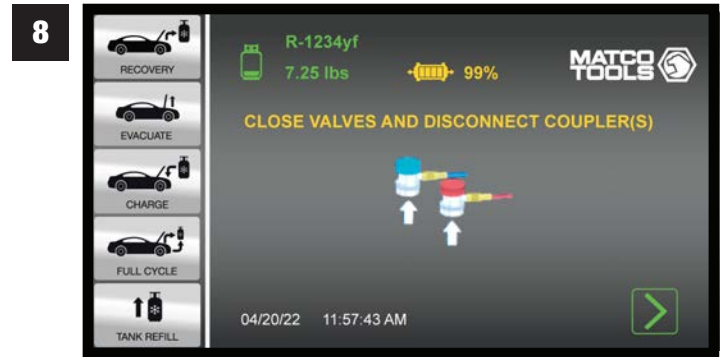 8
RECOVERY
EVACUATE
CHARGE
FULL CYCLE
TANK REFILL
R-1234yf
7.25 lbs
99%
MATCO
TOOLS
CLOSE VALVES AND DISCONNECT COUPLER(S)
04/20/22 11:57:43 AM